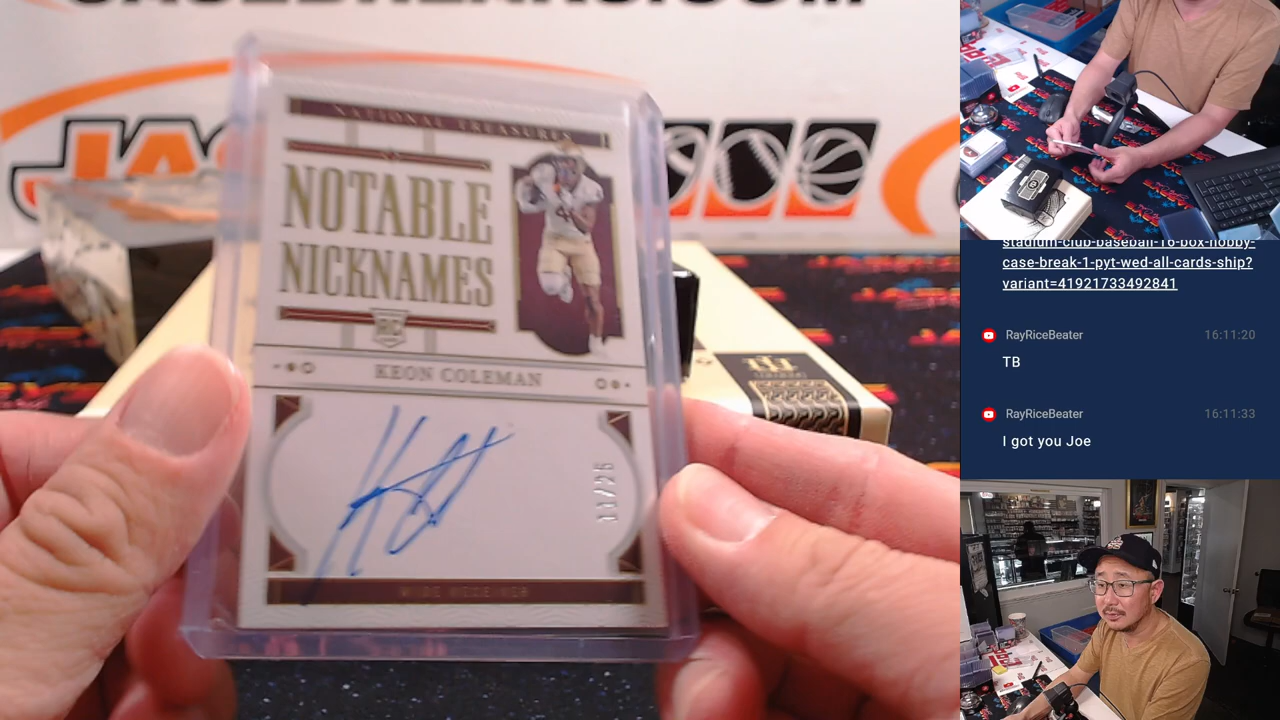 NATIONAL TREASURES
NOTABLE
NICKNAMES
RC
KEON COLEMAN
11/25
WIDE RECEIVER
stadium-club-baseball-16-box-hobby-
case-break-1-pyt-wed-all-cards-ship?
variant=41921733492841
RayRiceBeater 16:11:20
TB
RayRiceBeater 16:11:33
I got you Joe